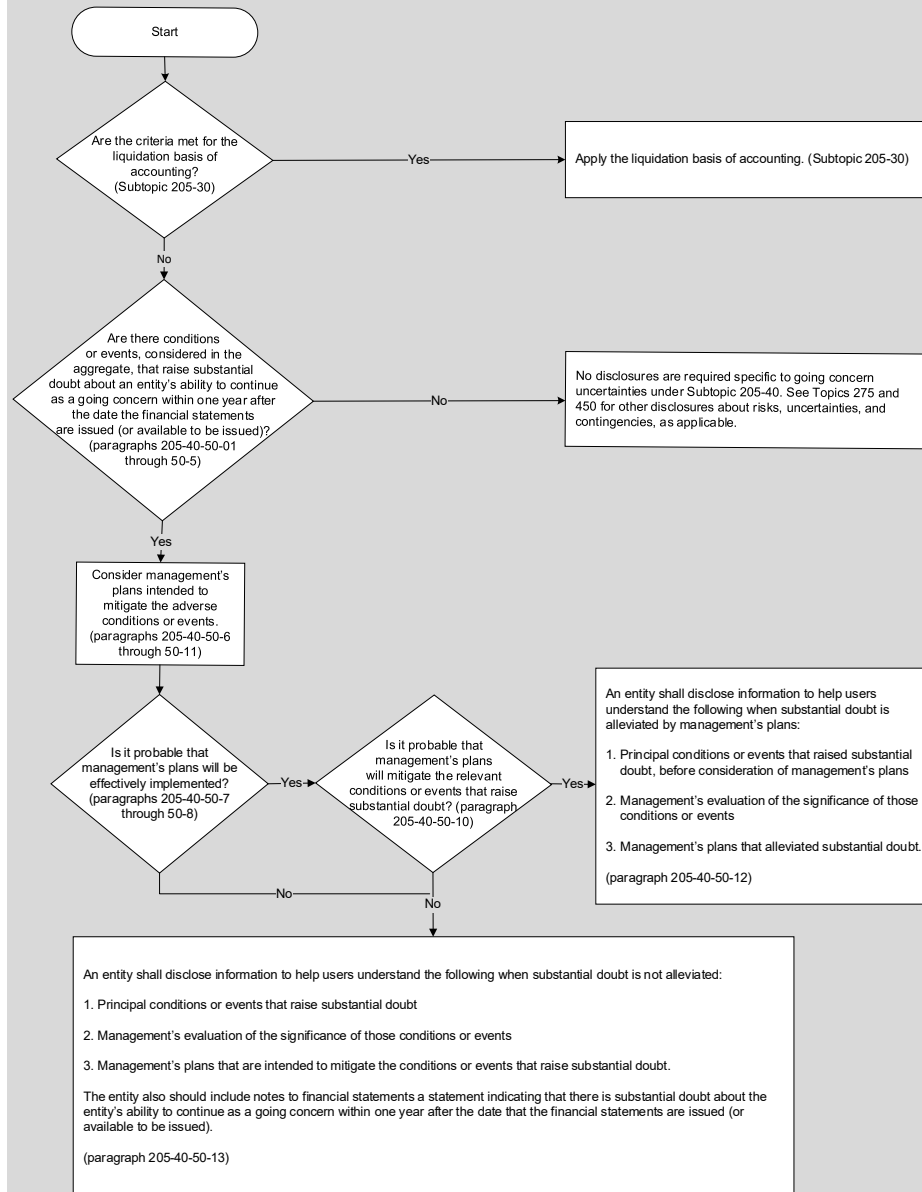 Start
Are the criteria met for the
liquidation basis of
accounting?
(Subtopic 205-30)
Yes
Apply the liquidation basis of accounting. (Subtopic 205-30)
No
Are there conditions
or events, considered in the
aggregate, that raise substantial
doubt about an entity's ability to continue
as a going concern within one year after
the date the financial statements
are issued (or available to be issued)?
(paragraphs 205-40-50-01
through 50-5)
No
No disclosures are required specific to going concern
uncertainties under Subtopic 205-40. See Topics 275 and
450 for other disclosures about risks, uncertainties, and
contingencies, as applicable.
Yes
Consider management's
plans intended to
mitigate the adverse
conditions or events.
(paragraphs 205-40-50-6
through 50-11)
Is it probable that
management's plans will be
effectively implemented?
(paragraphs 205-40-50-7
through 50-8)
Yes
Is it probable that
management's plans
will mitigate the relevant
conditions or events that raise
substantial doubt? (paragraph
205-40-50-10)
Yes
An entity shall disclose information to help users
understand the following when substantial doubt is
alleviated by management's plans:
1. Principal conditions or events that raised substantial
doubt, before consideration of management's plans
2. Management's evaluation of the significance of those
conditions or events
3. Management's plans that alleviated substantial doubt.
(paragraph 205-40-50-12)
No
No
An entity shall disclose information to help users understand the following when substantial doubt is not alleviated:
1. Principal conditions or events that raise substantial doubt
2. Management's evaluation of the significance of those conditions or events
3. Management's plans that are intended to mitigate the conditions or events that raise substantial doubt.
The entity also should include notes to financial statements a statement indicating that there is substantial doubt about the
entity's ability to continue as a going concern within one year after the date that the financial statements are issued (or
available to be issued).
(paragraph 205-40-50-13)